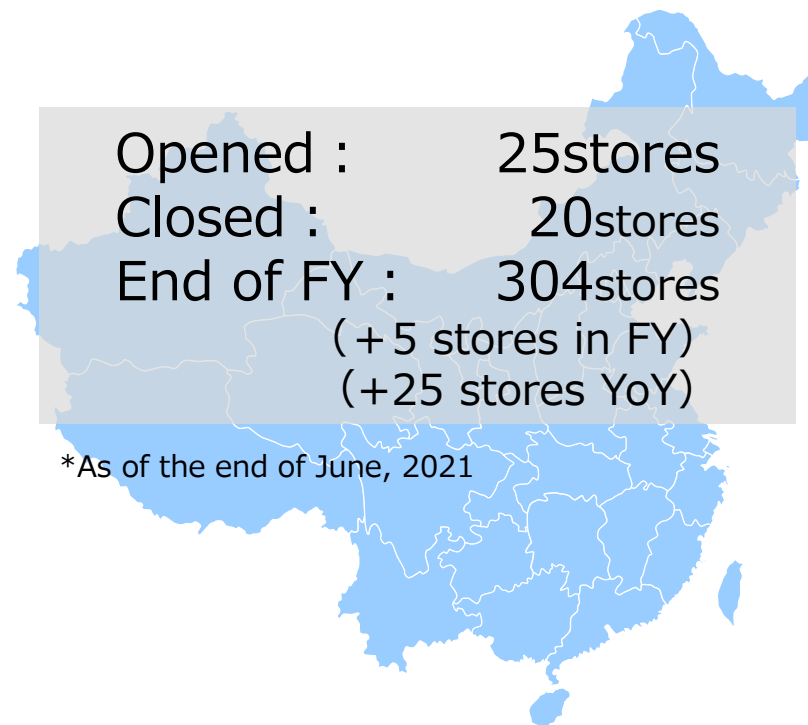 Opened : 25stores
Closed : 20stores
End of FY : 304stores
（＋5 stores in FY）
（+25 stores YoY）
*As of the end of June, 2021